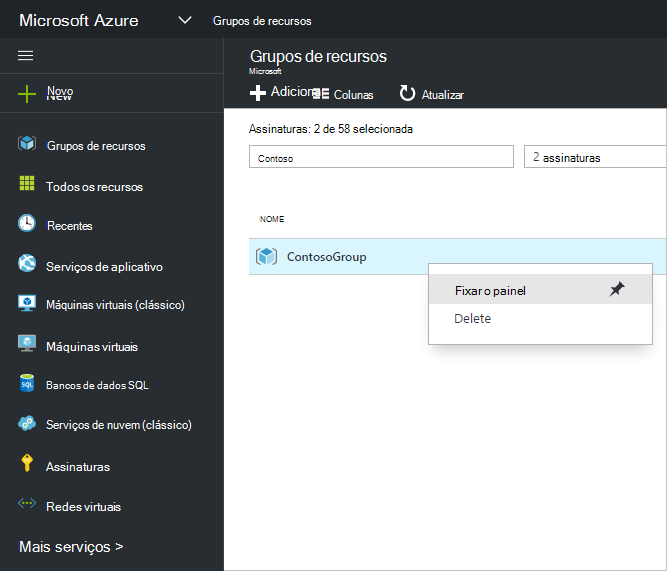 Microsoft Azure Grupos de recursos
Novo
New
Grupos de recursos
Todos os recursos
Recentes
Serviços de aplicativo
Máquinas virtuais (clássico)
Máquinas virtuais
Bancos de dados SQL
Serviços de nuvem (clássico)
Assinaturas
Redes virtuais
Mais serviços >
Grupos de recursos
Microsoft
Adicion Colunas Atualizar
Assinaturas: 2 de 58 selecionada
Contoso 2 assinaturas
NOME
ContosoGroup
Fixar o painel
Delete